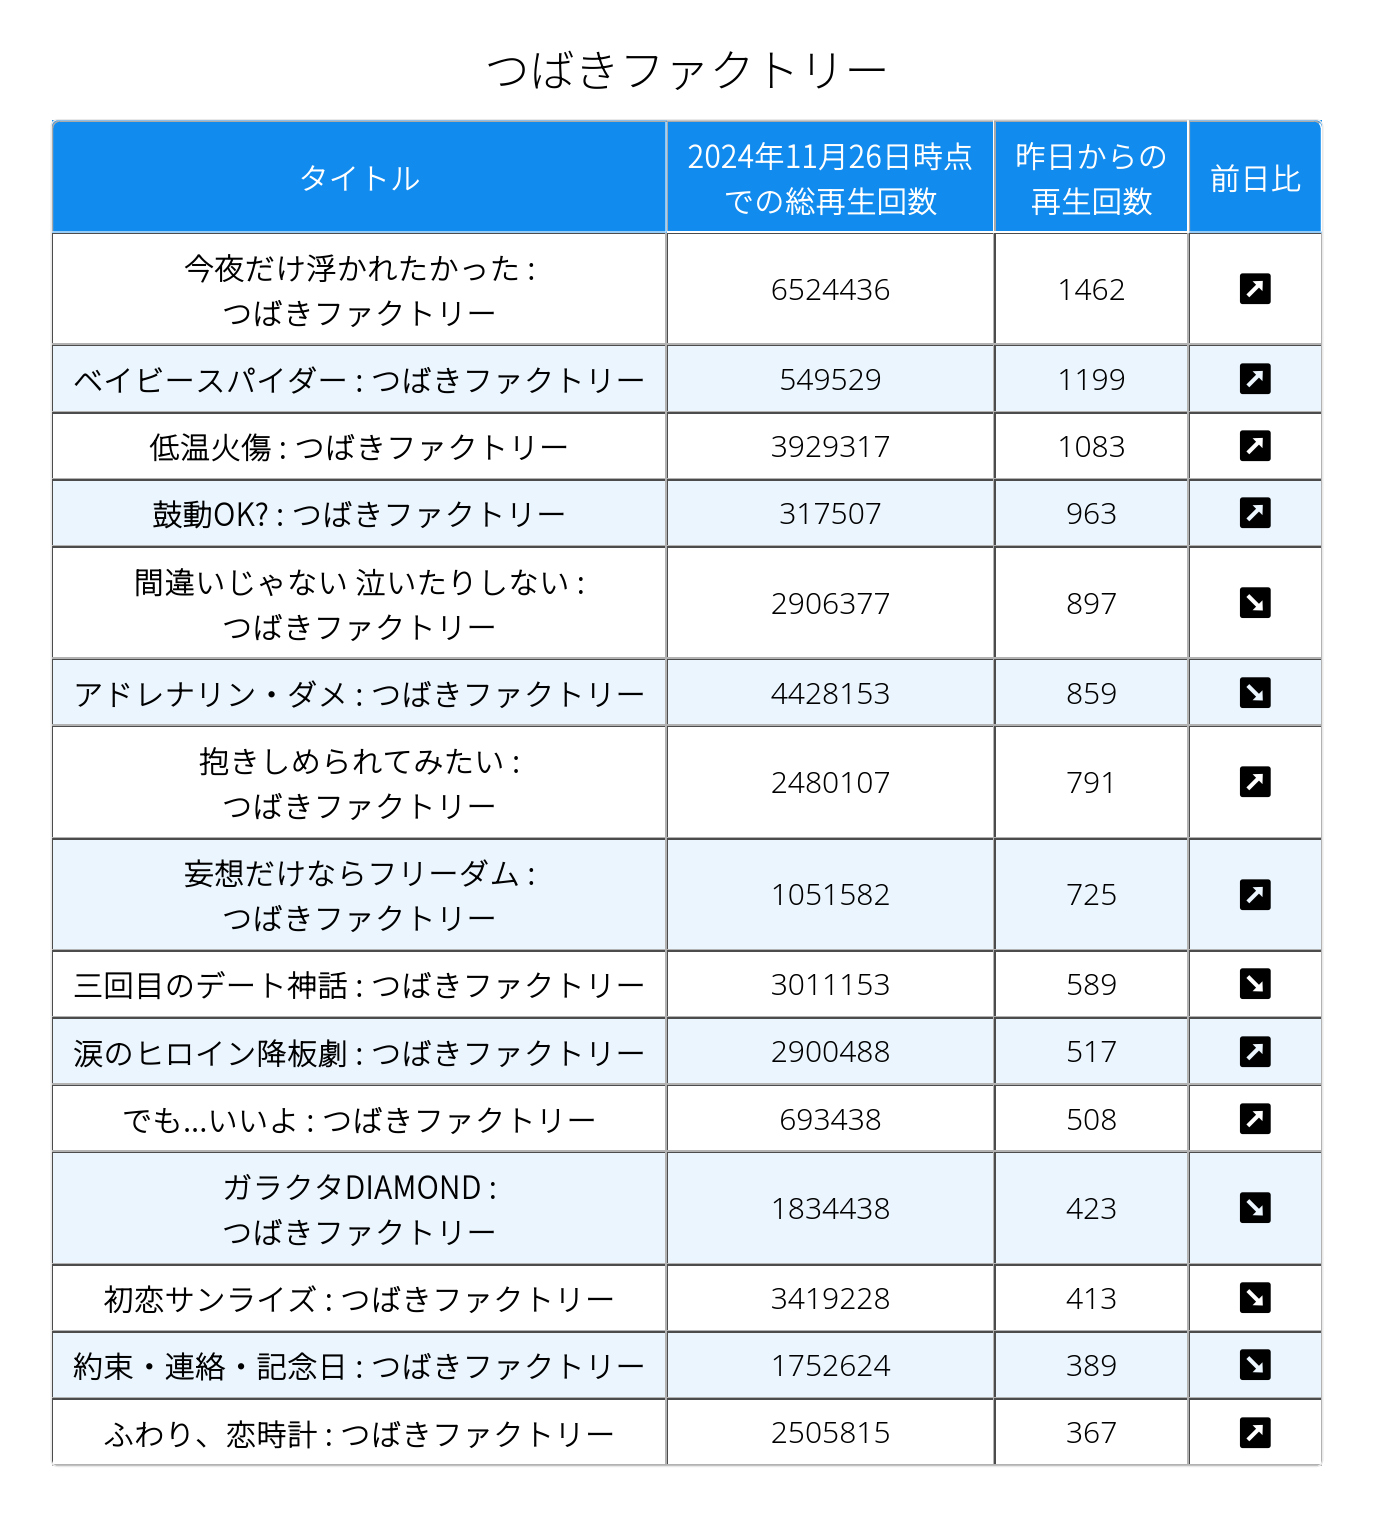 つばきファクトリー
タイトル
2024年11月26日時点
での総再生回数
昨日からの
再生回数
前日比
今夜だけ浮かれたかった :
つばきファクトリー
6524436
1462
ベイビースパイダー : つばきファクトリー
549529
1199
低温火傷 : つばきファクトリー
3929317
1083
鼓動OK? : つばきファクトリー
317507
963
間違いじゃない 泣いたりしない :
つばきファクトリー
2906377
897
アドレナリン・ダメ : つばきファクトリー
4428153
859
抱きしめられてみたい :
つばきファクトリー
2480107
791
妄想だけならフリーダム :
つばきファクトリー
1051582
725
三回目のデート神話 : つばきファクトリー
3011153
589
涙のヒロイン降板劇 : つばきファクトリー
2900488
517
でも...いいよ : つばきファクトリー
693438
508
ガラクタDIAMOND :
つばきファクトリー
1834438
423
初恋サンライズ : つばきファクトリー
3419228
413
約束・連絡・記念日 : つばきファクトリー
1752624
389
ふわり、恋時計 : つばきファクトリー
2505815
367